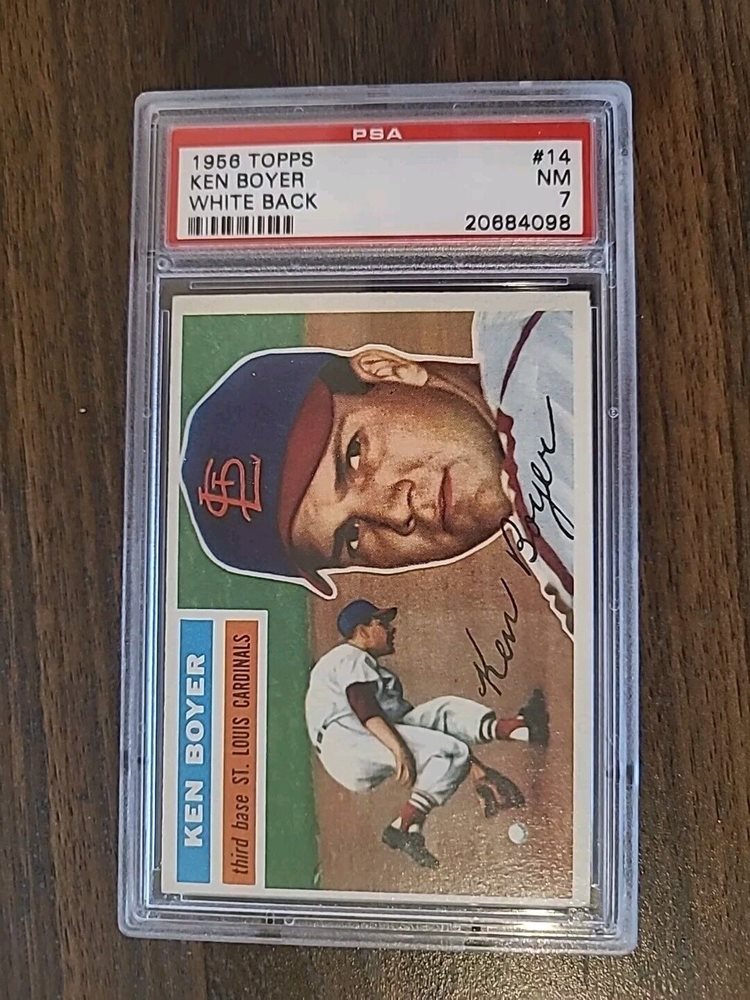 PSA
1956 TOPPS #14
KEN BOYER NM
WHITE BACK 7
20684098
StL
KEN BOYER
third base ST. LOUIS CARDINALS
Ken Boyer